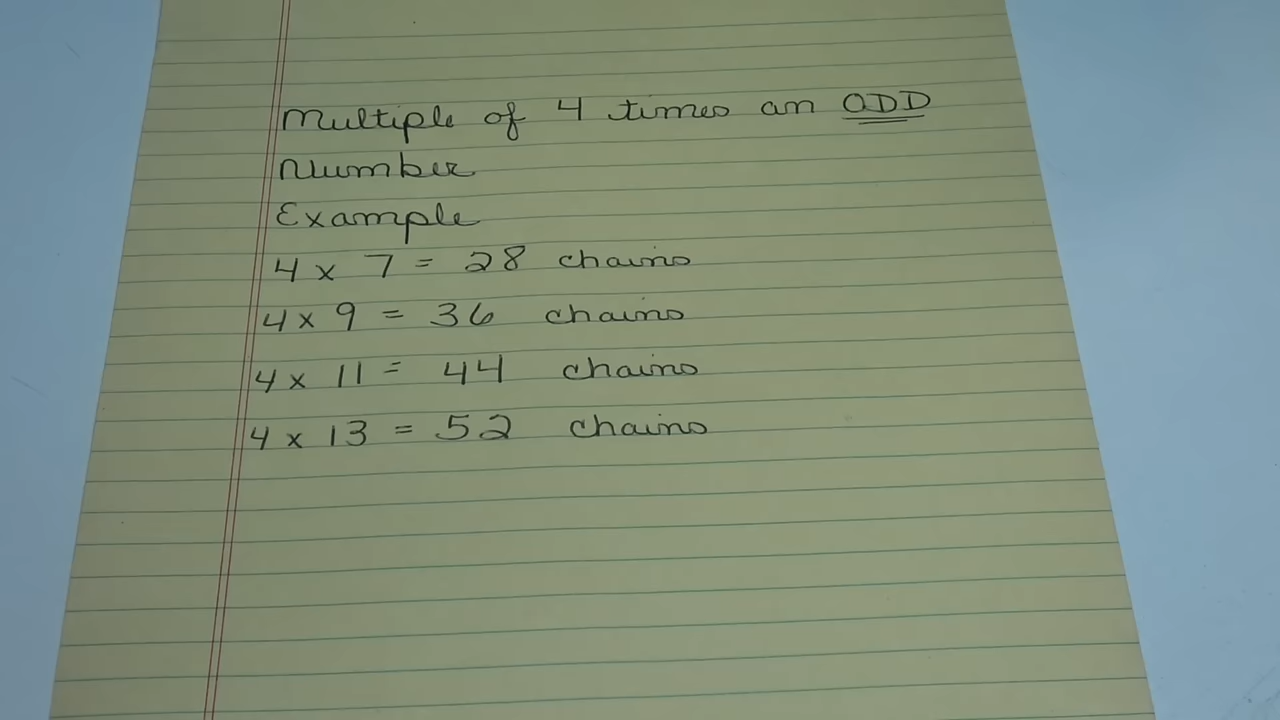 Multiple of 4 times an ODD
Number
Example
4 x 7 = 28 chains
4 x 9 = 36 chains
4 x 11 = 44 chains
4 x 13 = 52 chains